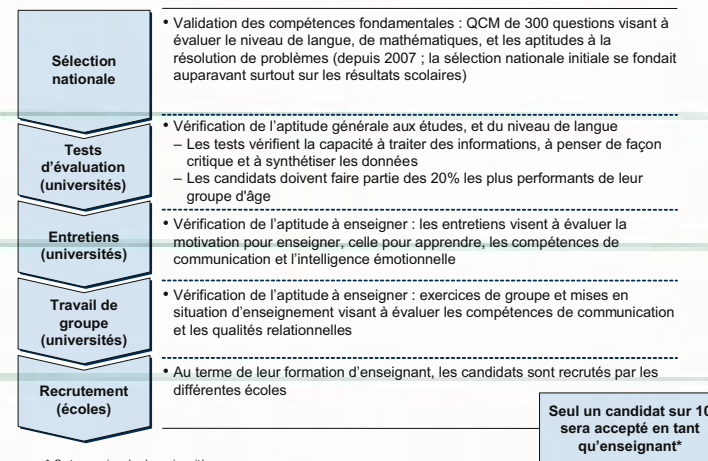 Sélection
nationale
• Validation des compétences fondamentales : QCM de 300 questions visant à
évaluer le niveau de langue, de mathématiques, et les aptitudes à la
résolution de problèmes (depuis 2007 ; la sélection nationale initiale se fondait
auparavant surtout sur les résultats scolaires)
Tests
d'évaluation
(universités)
• Vérification de l'aptitude générale aux études, et du niveau de langue
– Les tests vérifient la capacité à traiter des informations, à penser de façon
critique et à synthétiser les données
– Les candidats doivent faire partie des 20% les plus performants de leur
groupe d'âge
Entretiens
(universités)
• Vérification de l'aptitude à enseigner : les entretiens visent à évaluer la
motivation pour enseigner, celle pour apprendre, les compétences de
communication et l'intelligence émotionnelle
Travail de
groupe
(universités)
• Vérification de l'aptitude à enseigner : exercices de groupe et mises en
situation d'enseignement visant à évaluer les compétences de communication
et les qualités relationnelles
Recrutement
(écoles)
• Au terme de leur formation d'enseignant, les candidats sont recrutés par les
différentes écoles
Seul un candidat sur 10
sera accepté en tant
qu'enseignant*